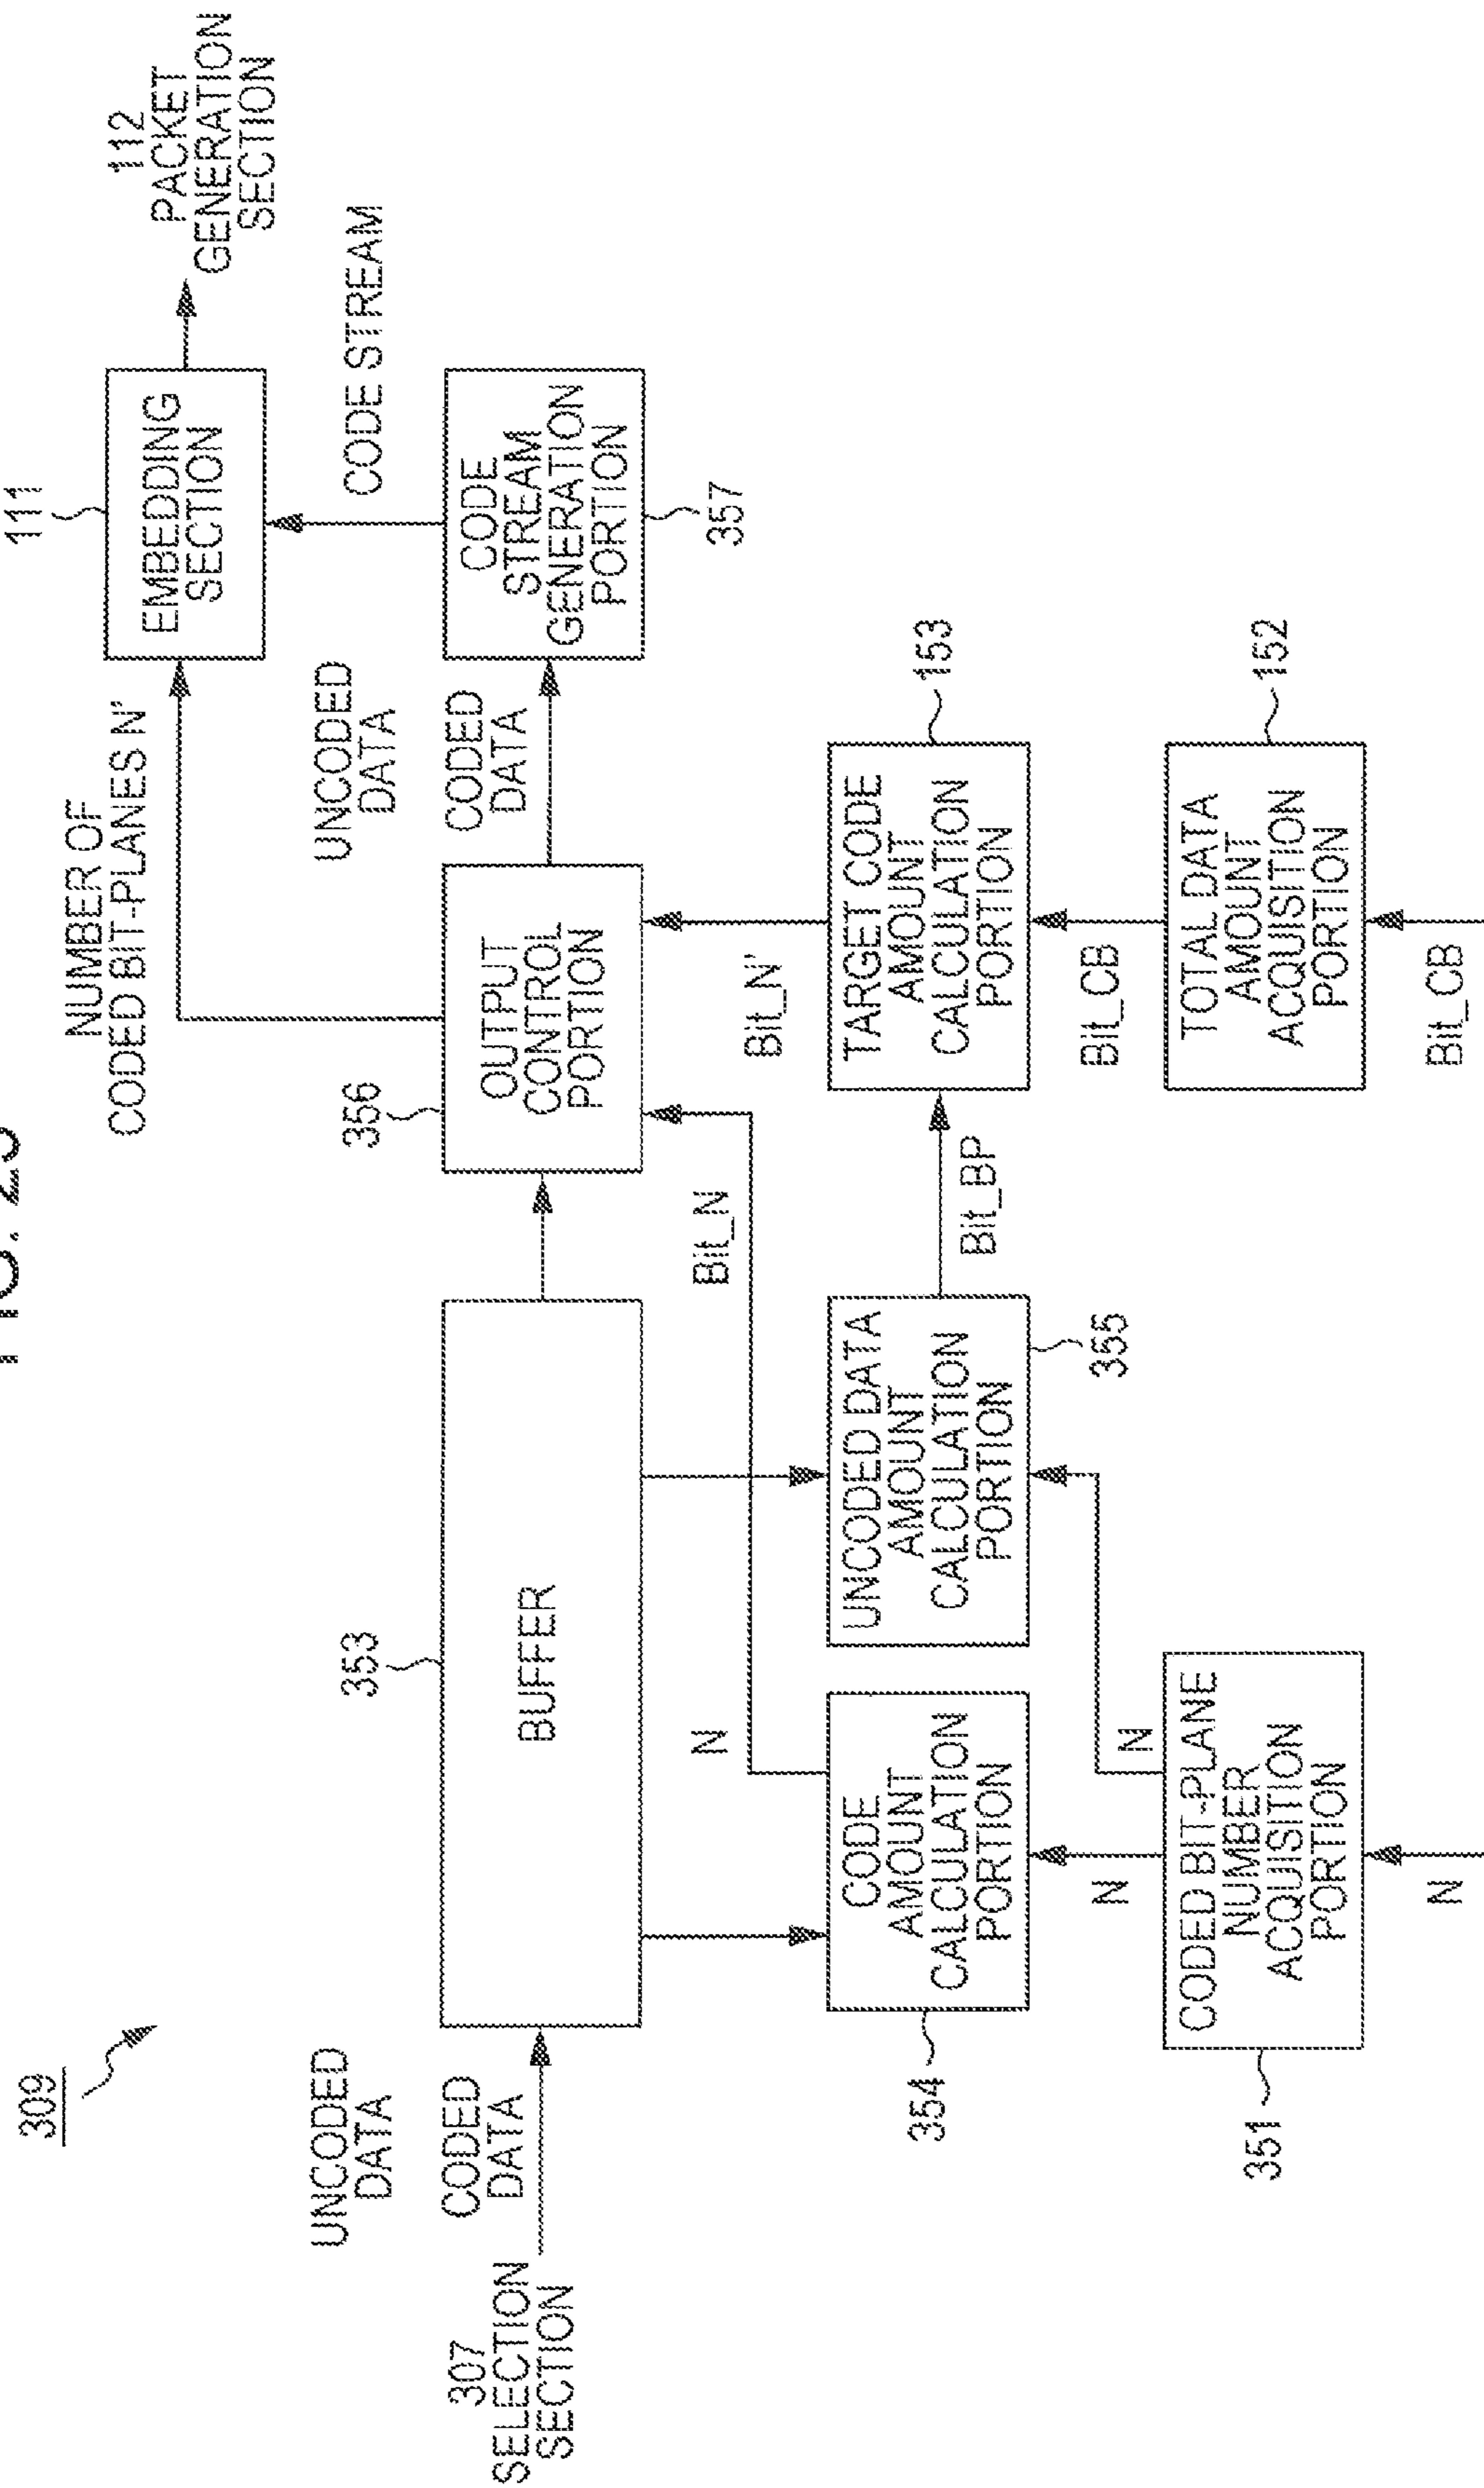 309
307
SELECTION
SECTION
UNCODED
DATA
CODED
DATA
353
BUFFER
356
OUTPUT
CONTROL
PORTION
NUMBER OF
CODED BIT-PLANES N'
UNCODED
DATA
CODED
DATA
111
EMBEDDING
SECTION
112
PACKET
GENERATION
SECTION
CODE STREAM
CODE
STREAM
GENERATION
PORTION
357
N
Bit_N
Bit_N'
354
CODE
AMOUNT
CALCULATION
PORTION
UNCODED DATA
AMOUNT
CALCULATION
PORTION
355
Bit_BP
TARGET CODE
AMOUNT
CALCULATION
PORTION
153
N
N
Bit_CB
351
CODED BIT-PLANE
NUMBER
ACQUISITION
PORTION
TOTAL DATA
AMOUNT
ACQUISITION
PORTION
152
N
Bit_CB